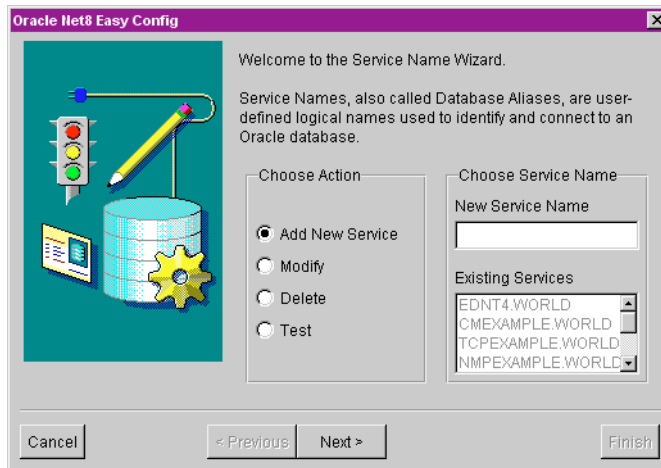 Oracle Net8 Easy Config
Welcome to the Service Name Wizard.
Service Names, also called Database Aliases, are user-
defined logical names used to identify and connect to an
Oracle database.
Choose Action
Add New Service
Modify
Delete
Test
Choose Service Name
New Service Name
Existing Services
EDNT4.WORLD
CMEXAMPLE.WORLD
TCPEXAMPLE.WORLD
NMPEXAMPLE.WORLD
Cancel
< Previous
Next >
Finish